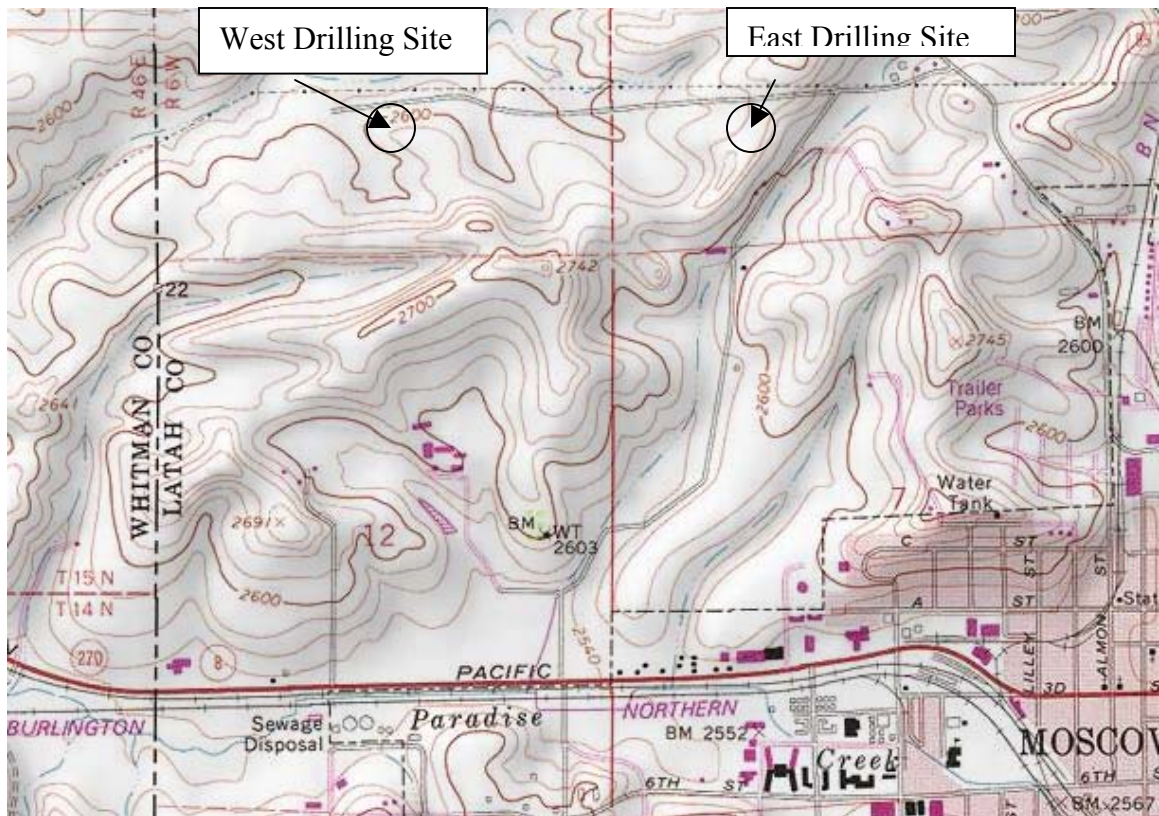 West Drilling Site
East Drilling Site
2600
R 46 E
R 6 W
2600
B N
2742
22
2700
2745
BM
2600
2641
WHITMAN CO
LATAH CO
2600
Trailer
Parks
2600
Water
Tank
7
2691
12
BM
WT
2603
C ST
T 15 N
T 14 N
2600
A ST
ST
ST
LILLEY
ALMON
2540
270
8
PACIFIC
3D
BURLINGTON
Sewage
Disposal
Paradise
NORTHERN
BM 2552
Creek
MOSCOW
6TH ST
6TH
ST
BM 2567